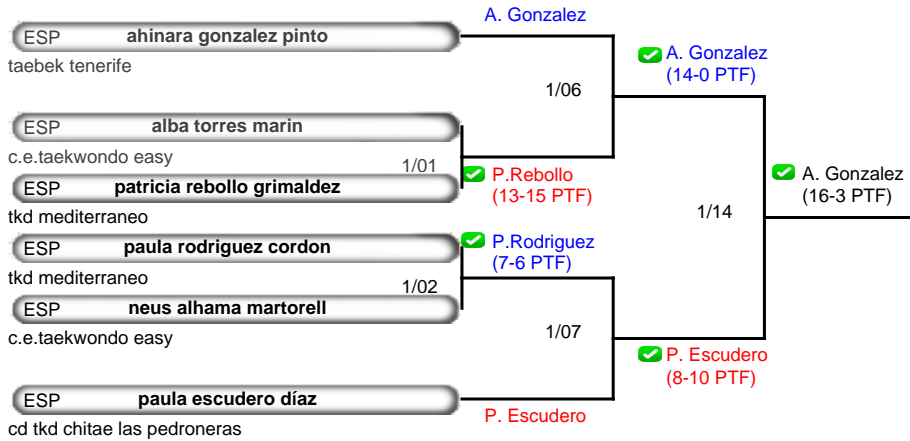 A. Gonzalez
ESP ahinara gonzalez pinto
taebek tenerife
A. Gonzalez
(14-0 PTF)
1/06
ESP alba torres marin
c.e.taekwondo easy
1/01
P.Rebollo
(13-15 PTF)
ESP patricia rebollo grimaldez
tkd mediterraneo
A. Gonzalez
(16-3 PTF)
1/14
ESP paula rodriguez cordon
tkd mediterraneo
P.Rodriguez
(7-6 PTF)
1/02
ESP neus alhama martorell
c.e.taekwondo easy
1/07
P. Escudero
(8-10 PTF)
ESP paula escudero díaz
cd tkd chitae las pedroneras
P. Escudero